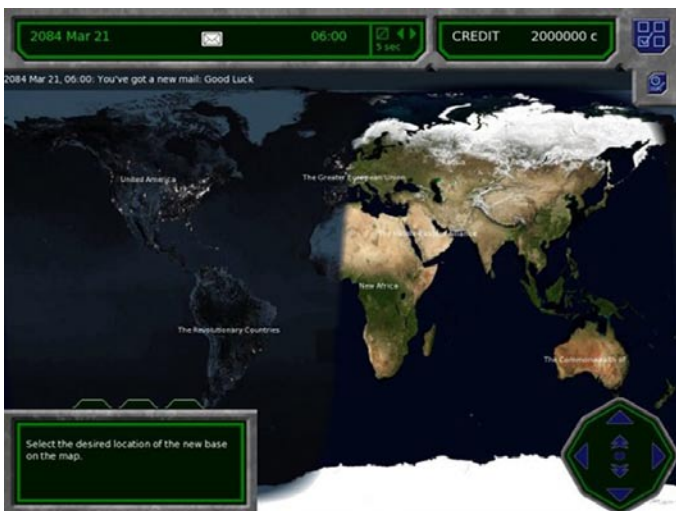 2084 Mar 21
06:00
5 sec
CREDIT 2000000 c
2084 Mar 21, 06:00: You've got a new mail: Good Luck
United America
The Greater European Union
New Africa
The Revolutionary Countries
The Commonwealth of
Select the desired location of the new base
on the map.